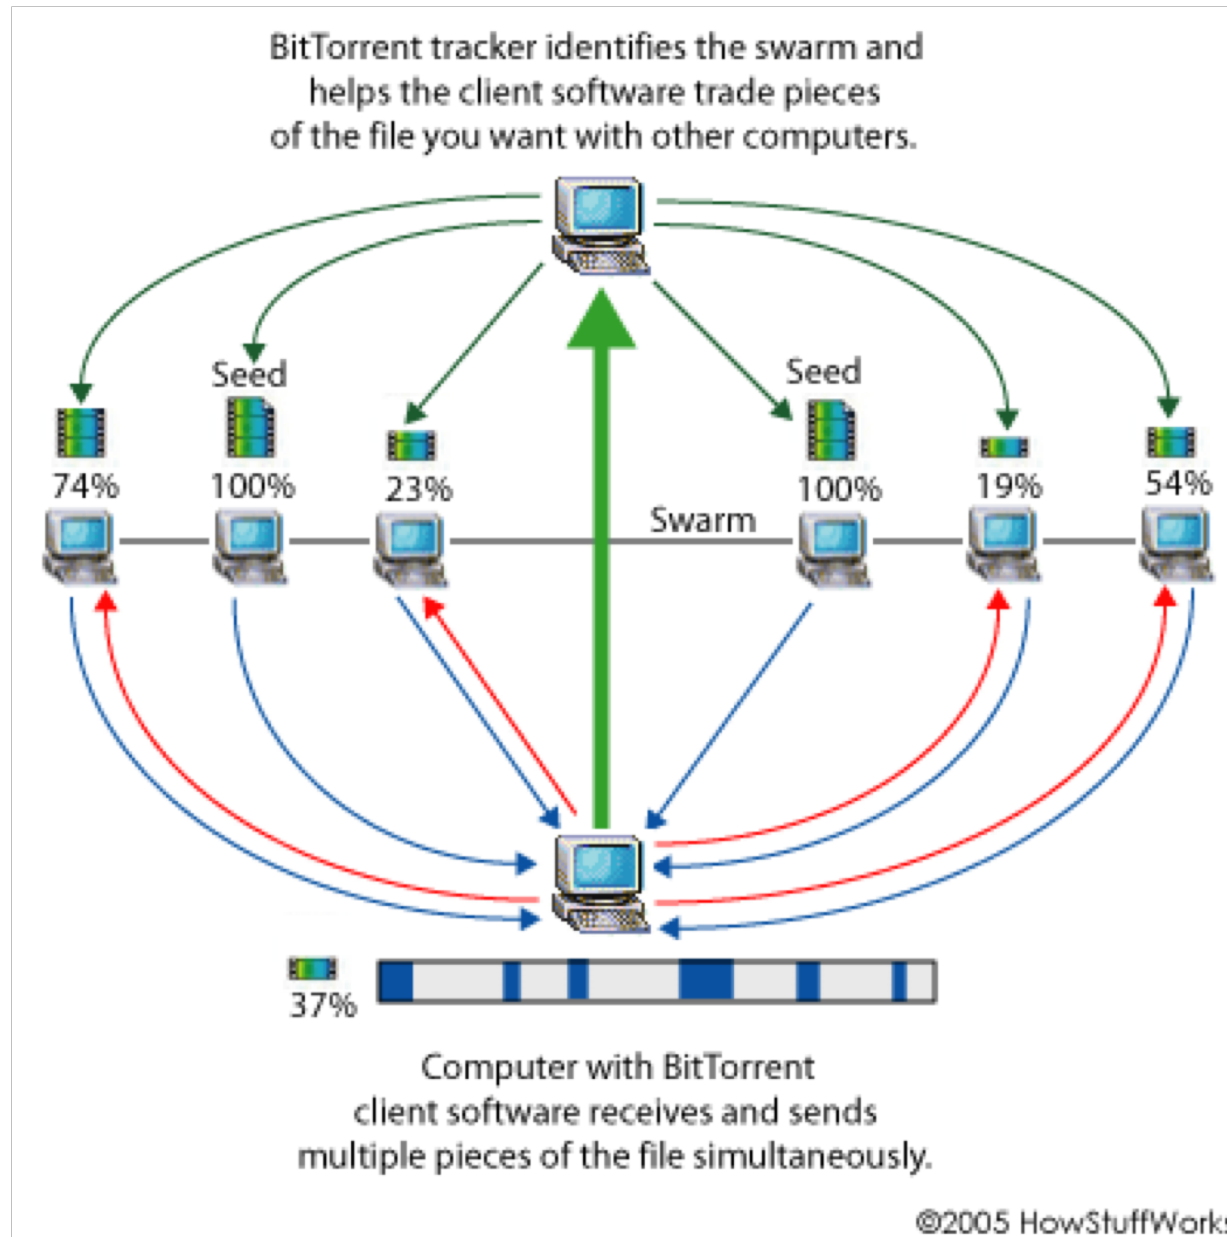 BitTorrent tracker identifies the swarm and
helps the client software trade pieces
of the file you want with other computers.
Seed
Seed
74%
100%
23%
100%
19%
54%
Swarm
37%
Computer with BitTorrent
client software receives and sends
multiple pieces of the file simultaneously.
©2005 HowStuffWorks